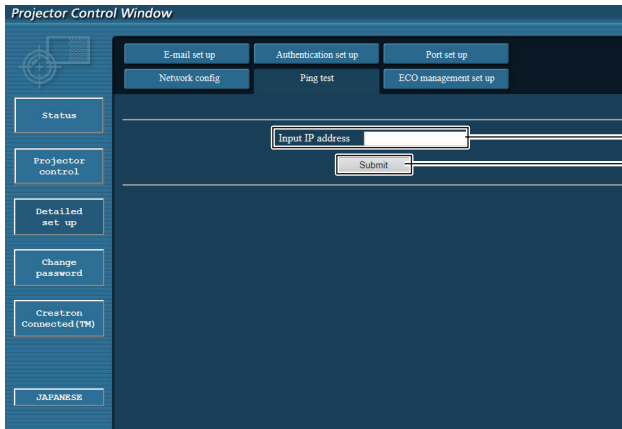 Projector Control Window
E-mail set up
Authentication set up
Port set up
Network config
Ping test
ECO management set up
Status
Input IP address
Submit
Projector
control
Detailed
set up
Change
password
Crestron
Connected(TM)
JAPANESE